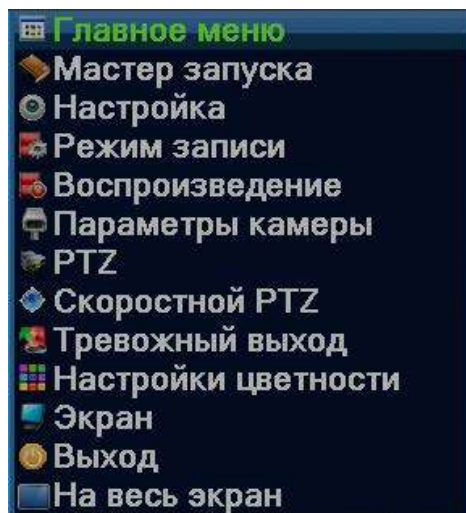 Главное меню
Мастер запуска
Настройка
Режим записи
Воспроизведение
Параметры камеры
PTZ
Скоростной PTZ
Тревожный выход
Настройки цветности
Экран
Выход
На весь экран